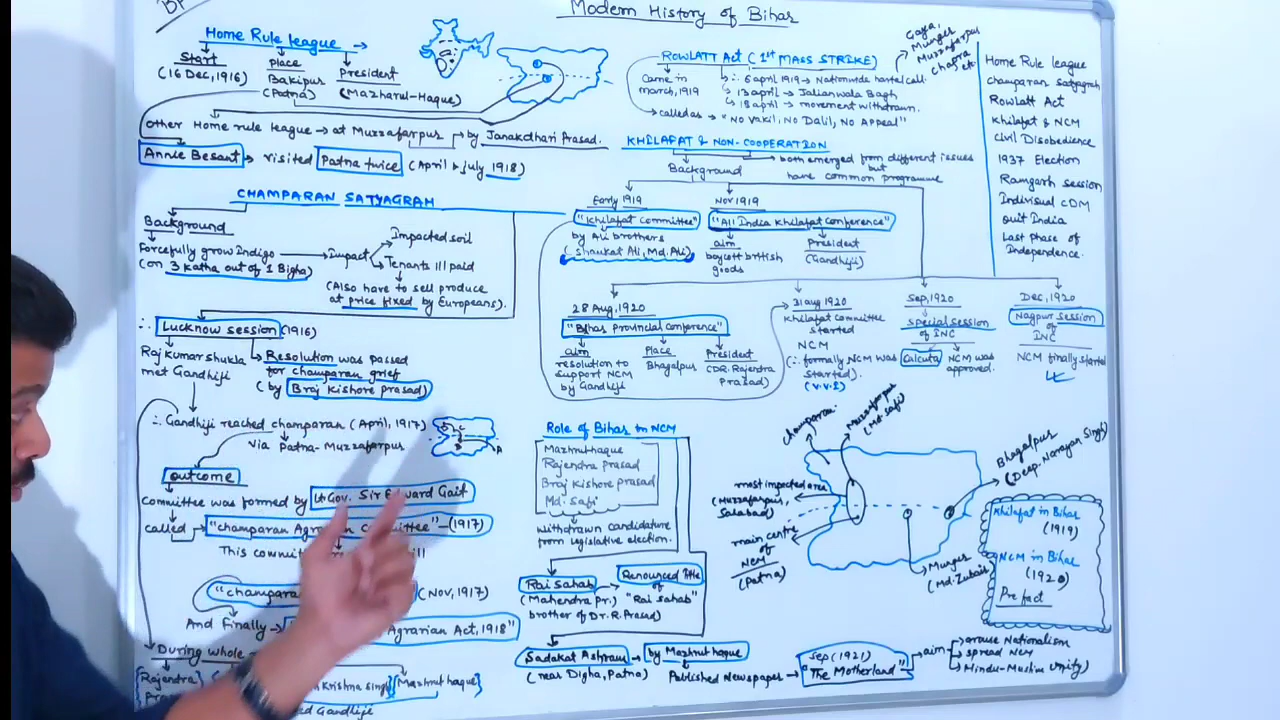 BP
Modern History of Bihar
Home Rule league →
Start
(16 Dec, 1916)
Place
Bakipur
(Patna)
President
(Mazharul-Haque)
other Home rule league → at Muzzafarpur → by Janakdhari Prasad.
Annie Besant → visited Patna twice (April & July 1918)
CHAMPARAN SATYAGRAH
Background
Forcefully grow Indigo
(on 3 katha out of 1 Bigha)
Impact
Impacted soil
Tenants Ill paid
(Also have to sell produce
at price fixed by Europeans).
∴ Lucknow session (1916)
Rajkumar shukla
met Gandhiji
Resolution was passed
for champaran grief
(by Braj Kishore prasad)
∴ Gandhiji reached champaran (April, 1917)
via Patna-Muzzafarpur
outcome
committee was formed by Lt Gov. Sir Edward Gait
called "champaran Agrarian Committee" - (1917)
This commit
"champara
(Nov, 1917)
And finally →
Agrarian Act, 1918"
During whole
Rajendra
Krishna singh
Mazhrul haque
Gandhiji
ROWLATT Act (1st MASS STRIKE)
Gaya,
Munger
Muzzafarpur
Chapra
etc.
came in
march, 1919
∴ 6 april 1919 → Nationwide hartal call.
13 april → Jalianwala Bagh
18 april → movement withdrawn.
called as → "No Vakil, No Dalil, No Appeal"
KHILAFAT & NON-COOPERATION
Background
both emerged from different issues
but
have common programme
Early 1919
"Khilafat committee"
by Ali brothers
(shaukat Ali, Md. Ali)
Nov 1919
"All India Khilafat conference"
aim
boycott british
goods
President
(Gandhiji)
28 Aug, 1920
"Bihar provincial conference"
aim
resolution to
support NCM
by Gandhiji
Place
Bhagalpur
President
(DR. Rajendra
Prasad)
31 aug 1920
Khilafat committee
started
NCM
(∴ formally NCM was
started).
(v.v.I)
Sep, 1920
special session
of INC
Calcuta
NCM was
approved.
Dec, 1920
Nagpur session
of
INC
NCM finally started
Role of Bihar in NCM
Mazhrul haque
Rajendra Prasad
Braj Kishore prasad
Md. Safi
withdrawn candidature
from legislative election.
Rai Sahab
(Mahendra Pr.)
brother of Dr. R. Prasad)
Renounced title
of
"Rai sahab"
Sadakat Ashram → by Mazhrul haque
(near Digha, Patna)
Published Newspaper →
Sep (1921)
"The Motherland"
aim
arouse Nationalism
spread NCM
Hindu-Muslim Unity)
champaran
Muzzafarpur
(Md. Safi)
Bhagalpur
(Deep. Narayan Singh)
most impacted area
(Muzzafarpur,
main centre
of
NCM
(Patna)
Munger
(Md. Zubair)
Khilafat in Bihar
(1919)
NCM in Bihar
(1920)
Home Rule league
champaran Satyagrah
Rowlatt Act
Khilafat & NCM
civil Disobedience
1937 Election
Ramgarh session
Indivisual CDM
Quit India
Last Phase of
Independence.